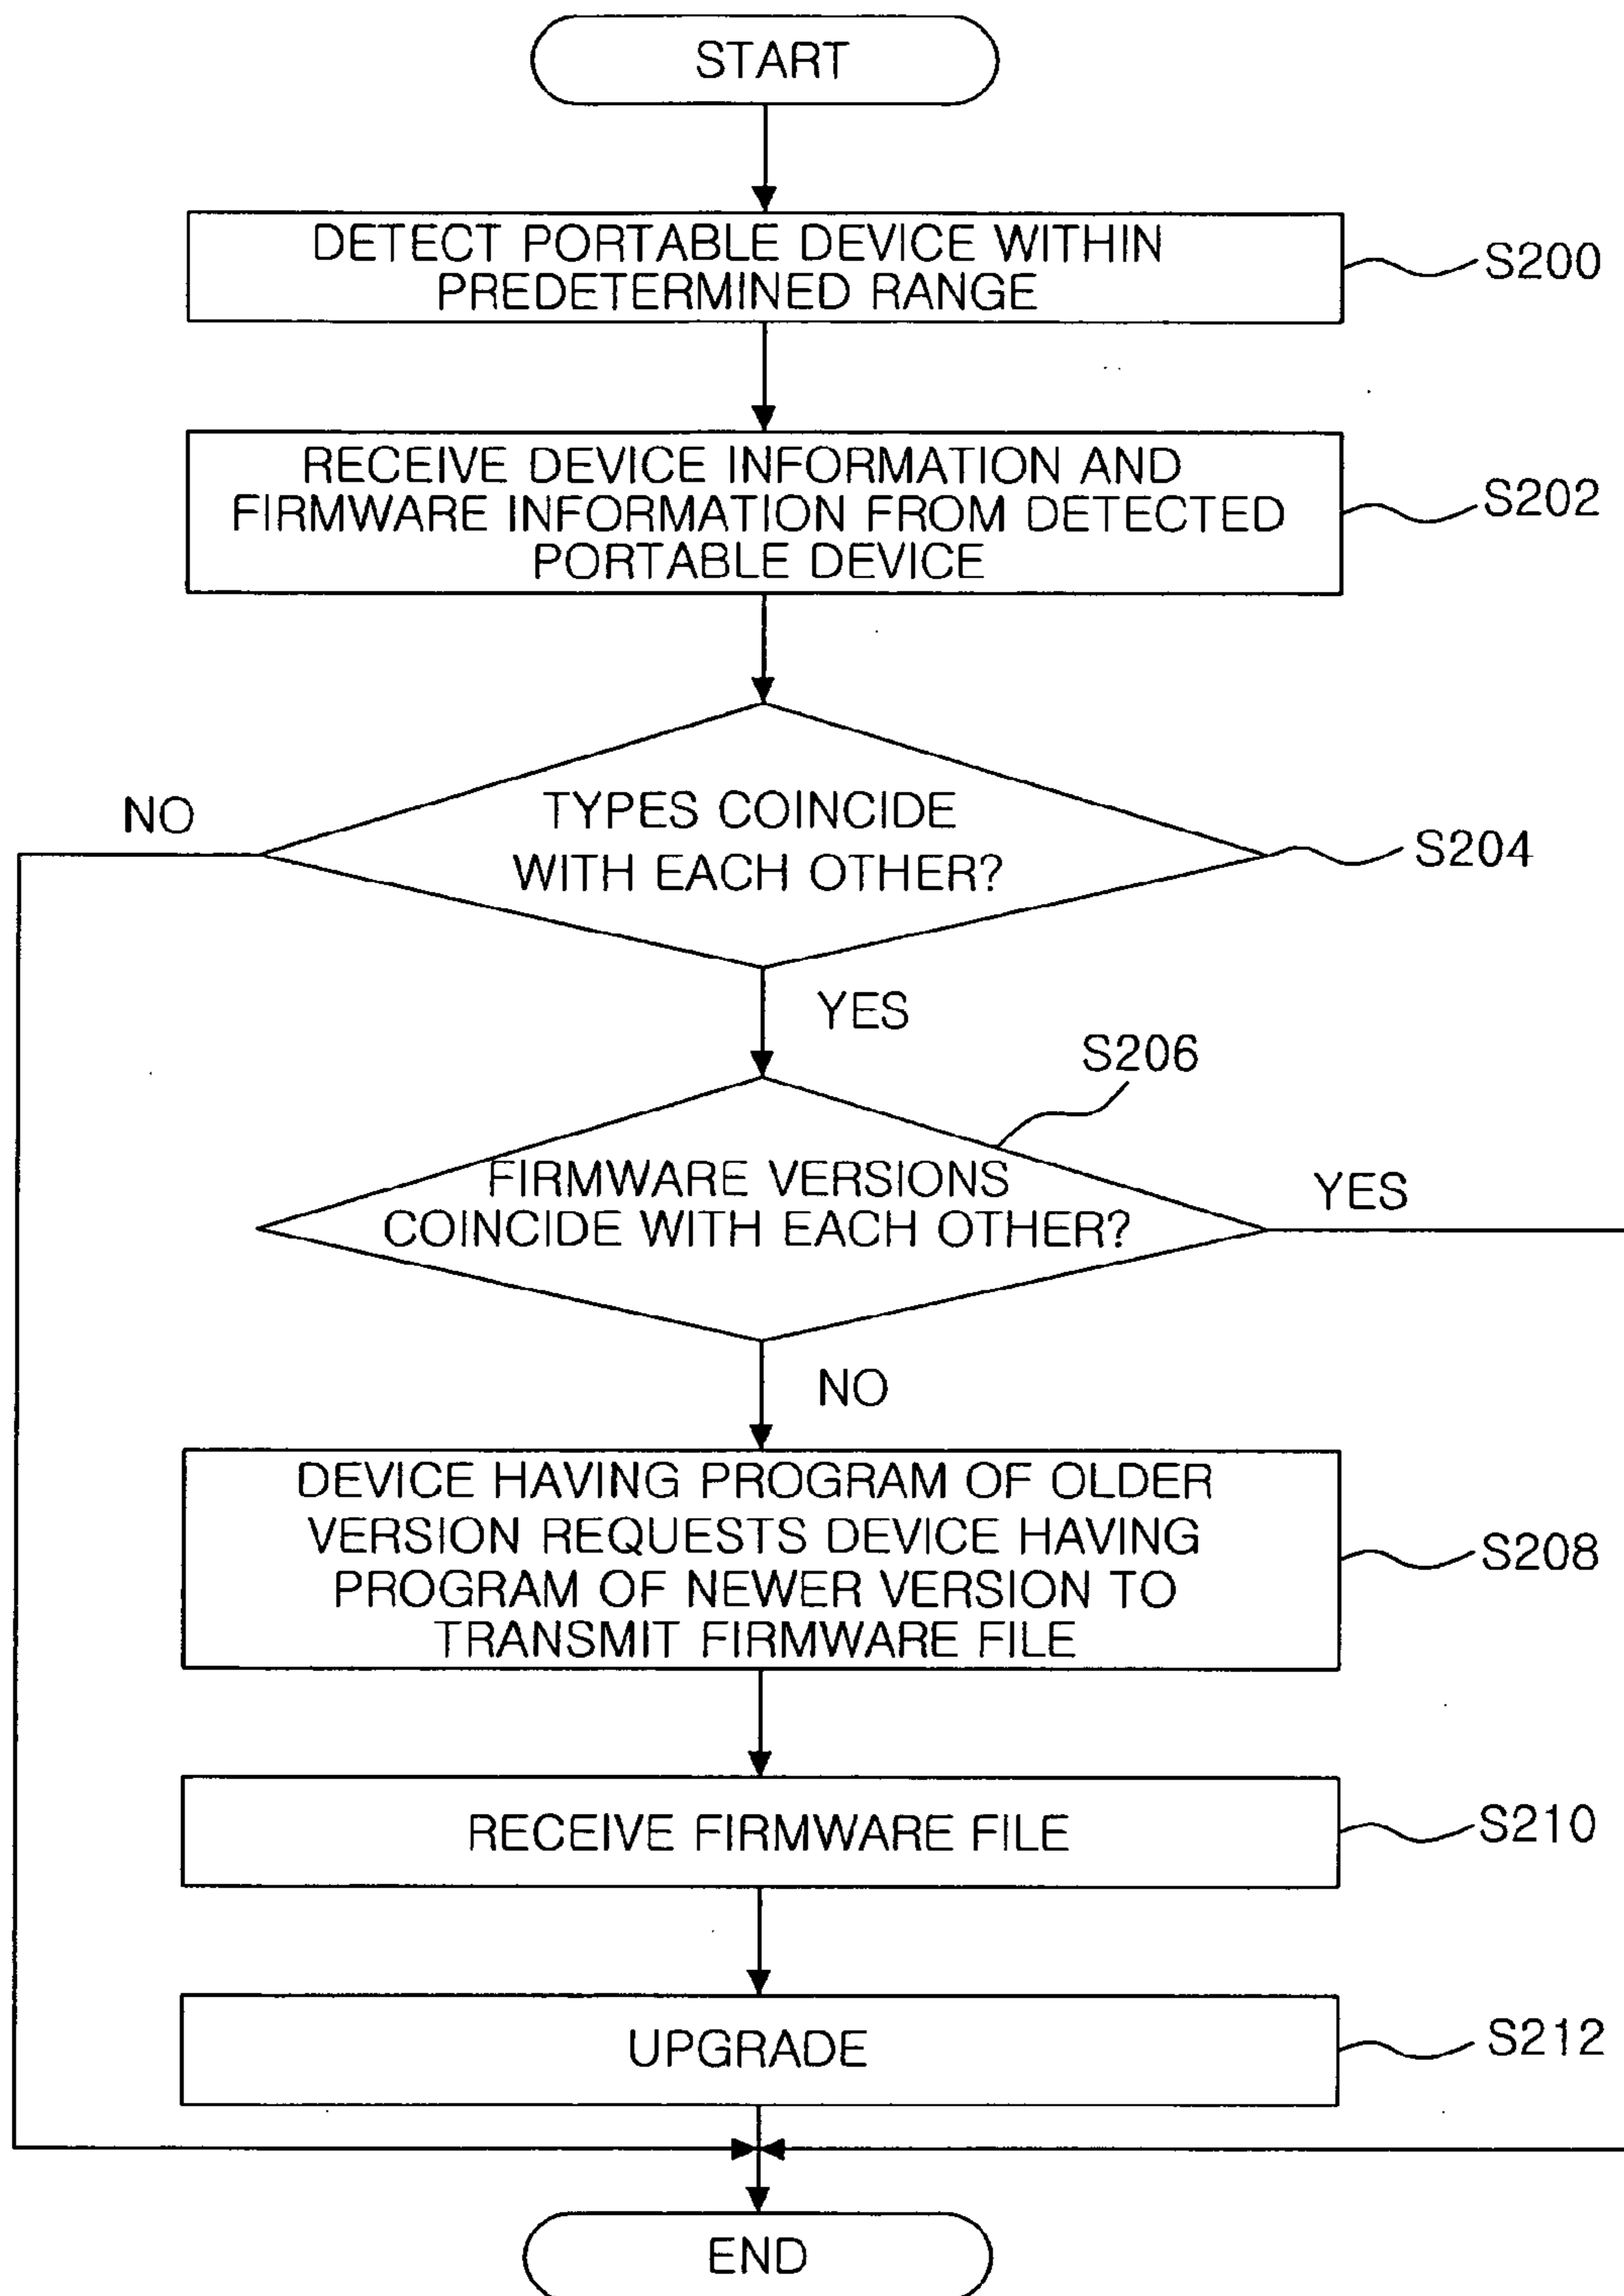 START
DETECT PORTABLE DEVICE WITHIN
PREDETERMINED RANGE
S200
RECEIVE DEVICE INFORMATION AND
FIRMWARE INFORMATION FROM DETECTED
PORTABLE DEVICE
S202
NO
TYPES COINCIDE
WITH EACH OTHER?
S204
YES
S206
FIRMWARE VERSIONS
COINCIDE WITH EACH OTHER?
YES
NO
DEVICE HAVING PROGRAM OF OLDER
VERSION REQUESTS DEVICE HAVING
PROGRAM OF NEWER VERSION TO
TRANSMIT FIRMWARE FILE
S208
RECEIVE FIRMWARE FILE
S210
UPGRADE
S212
END